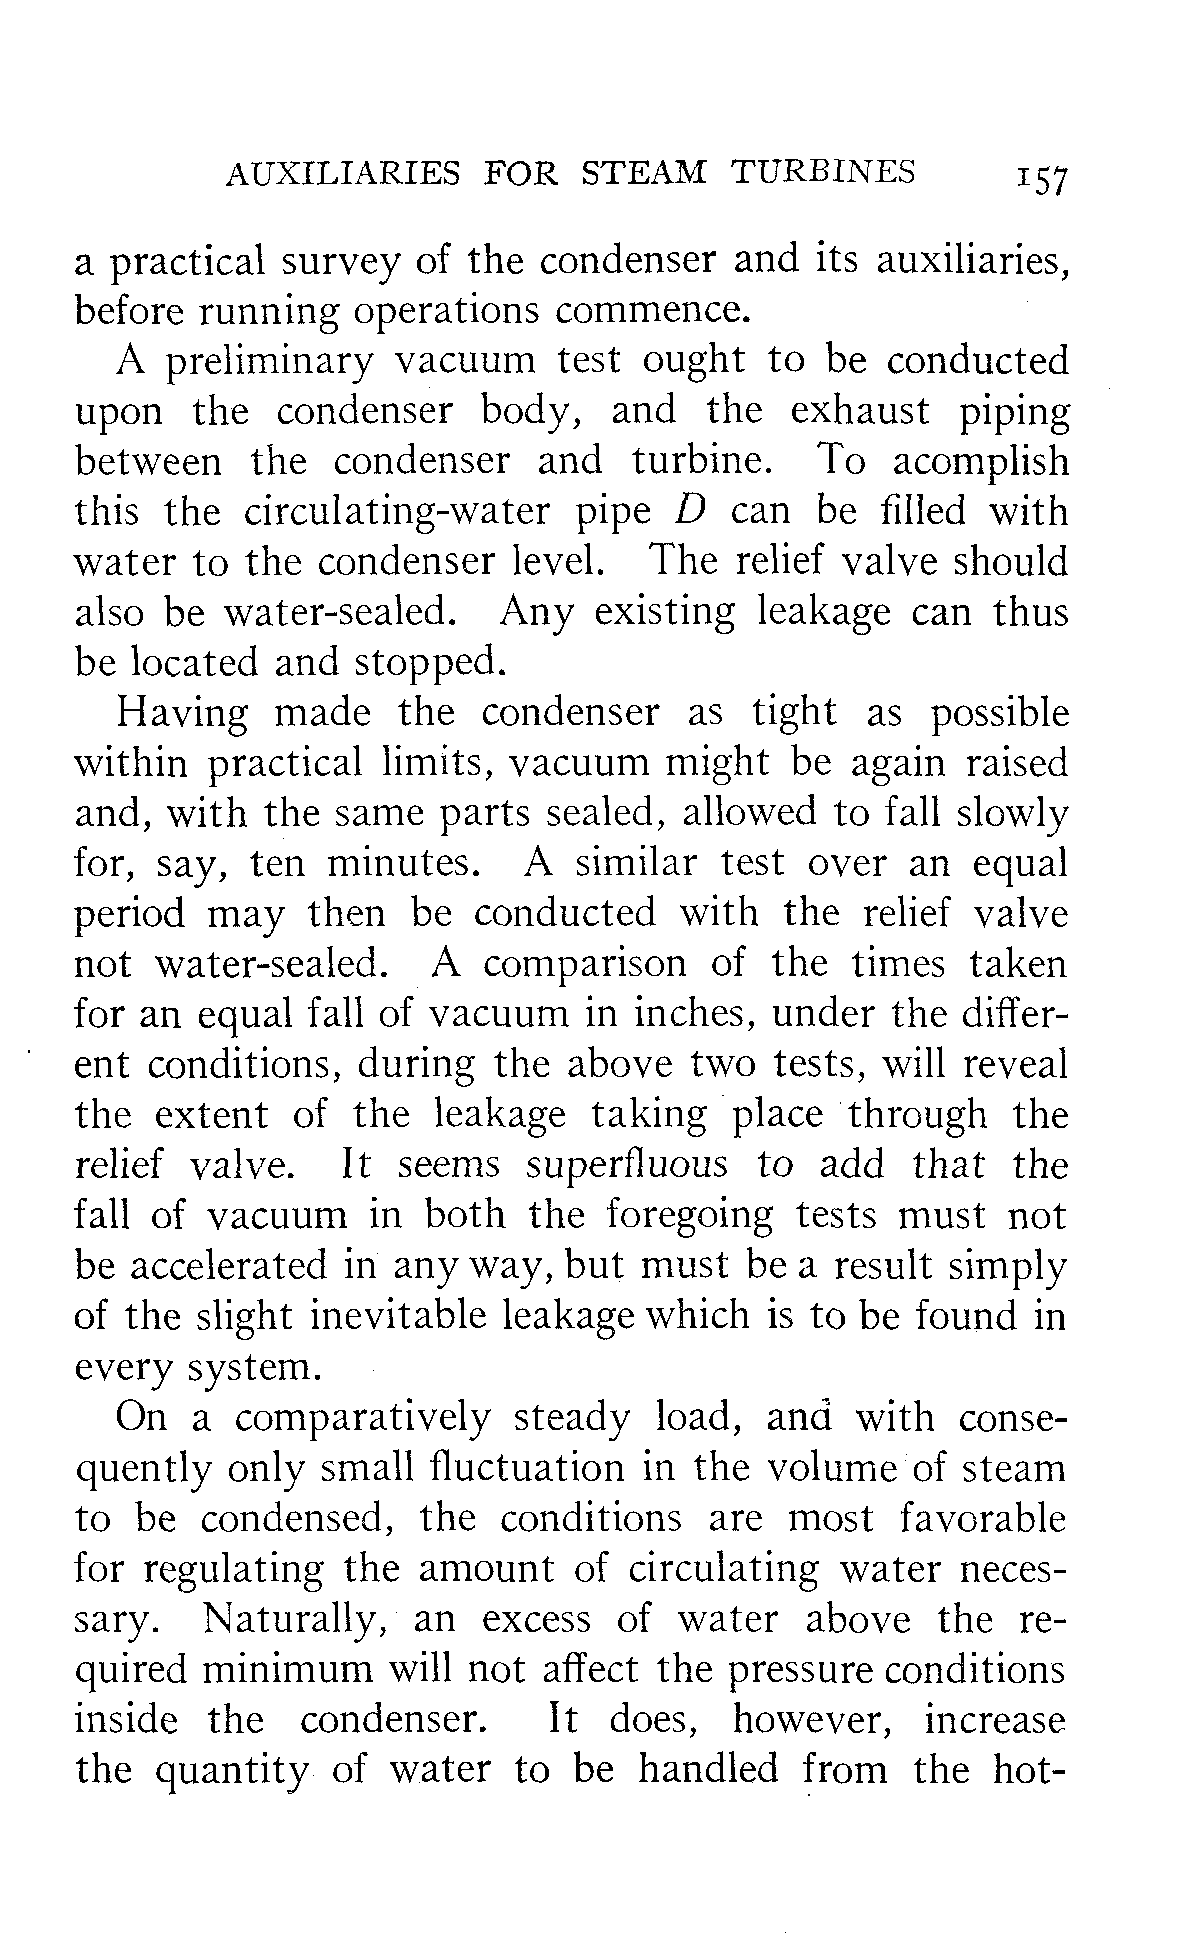 AUXILIARIES FOR STEAM TURBINES 157
a practical survey of the condenser and its auxiliaries,
before running operations commence.
A preliminary vacuum test ought to be conducted
upon the condenser body, and the exhaust piping
between the condenser and turbine. To acomplish
this the circulating-water pipe D can be filled with
water to the condenser level. The relief valve should
also be water-sealed. Any existing leakage can thus
be located and stopped.
Having made the condenser as tight as possible
within practical limits, vacuum might be again raised
and, with the same parts sealed, allowed to fall slowly
for, say, ten minutes. A similar test over an equal
period may then be conducted with the relief valve
not water-sealed. A comparison of the times taken
for an equal fall of vacuum in inches, under the differ-
ent conditions, during the above two tests, will reveal
the extent of the leakage taking place through the
relief valve. It seems superfluous to add that the
fall of vacuum in both the foregoing tests must not
be accelerated in any way, but must be a result simply
of the slight inevitable leakage which is to be found in
every system.
On a comparatively steady load, and with conse-
quently only small fluctuation in the volume of steam
to be condensed, the conditions are most favorable
for regulating the amount of circulating water neces-
sary. Naturally, an excess of water above the re-
quired minimum will not affect the pressure conditions
inside the condenser. It does, however, increase
the quantity of water to be handled from the hot-